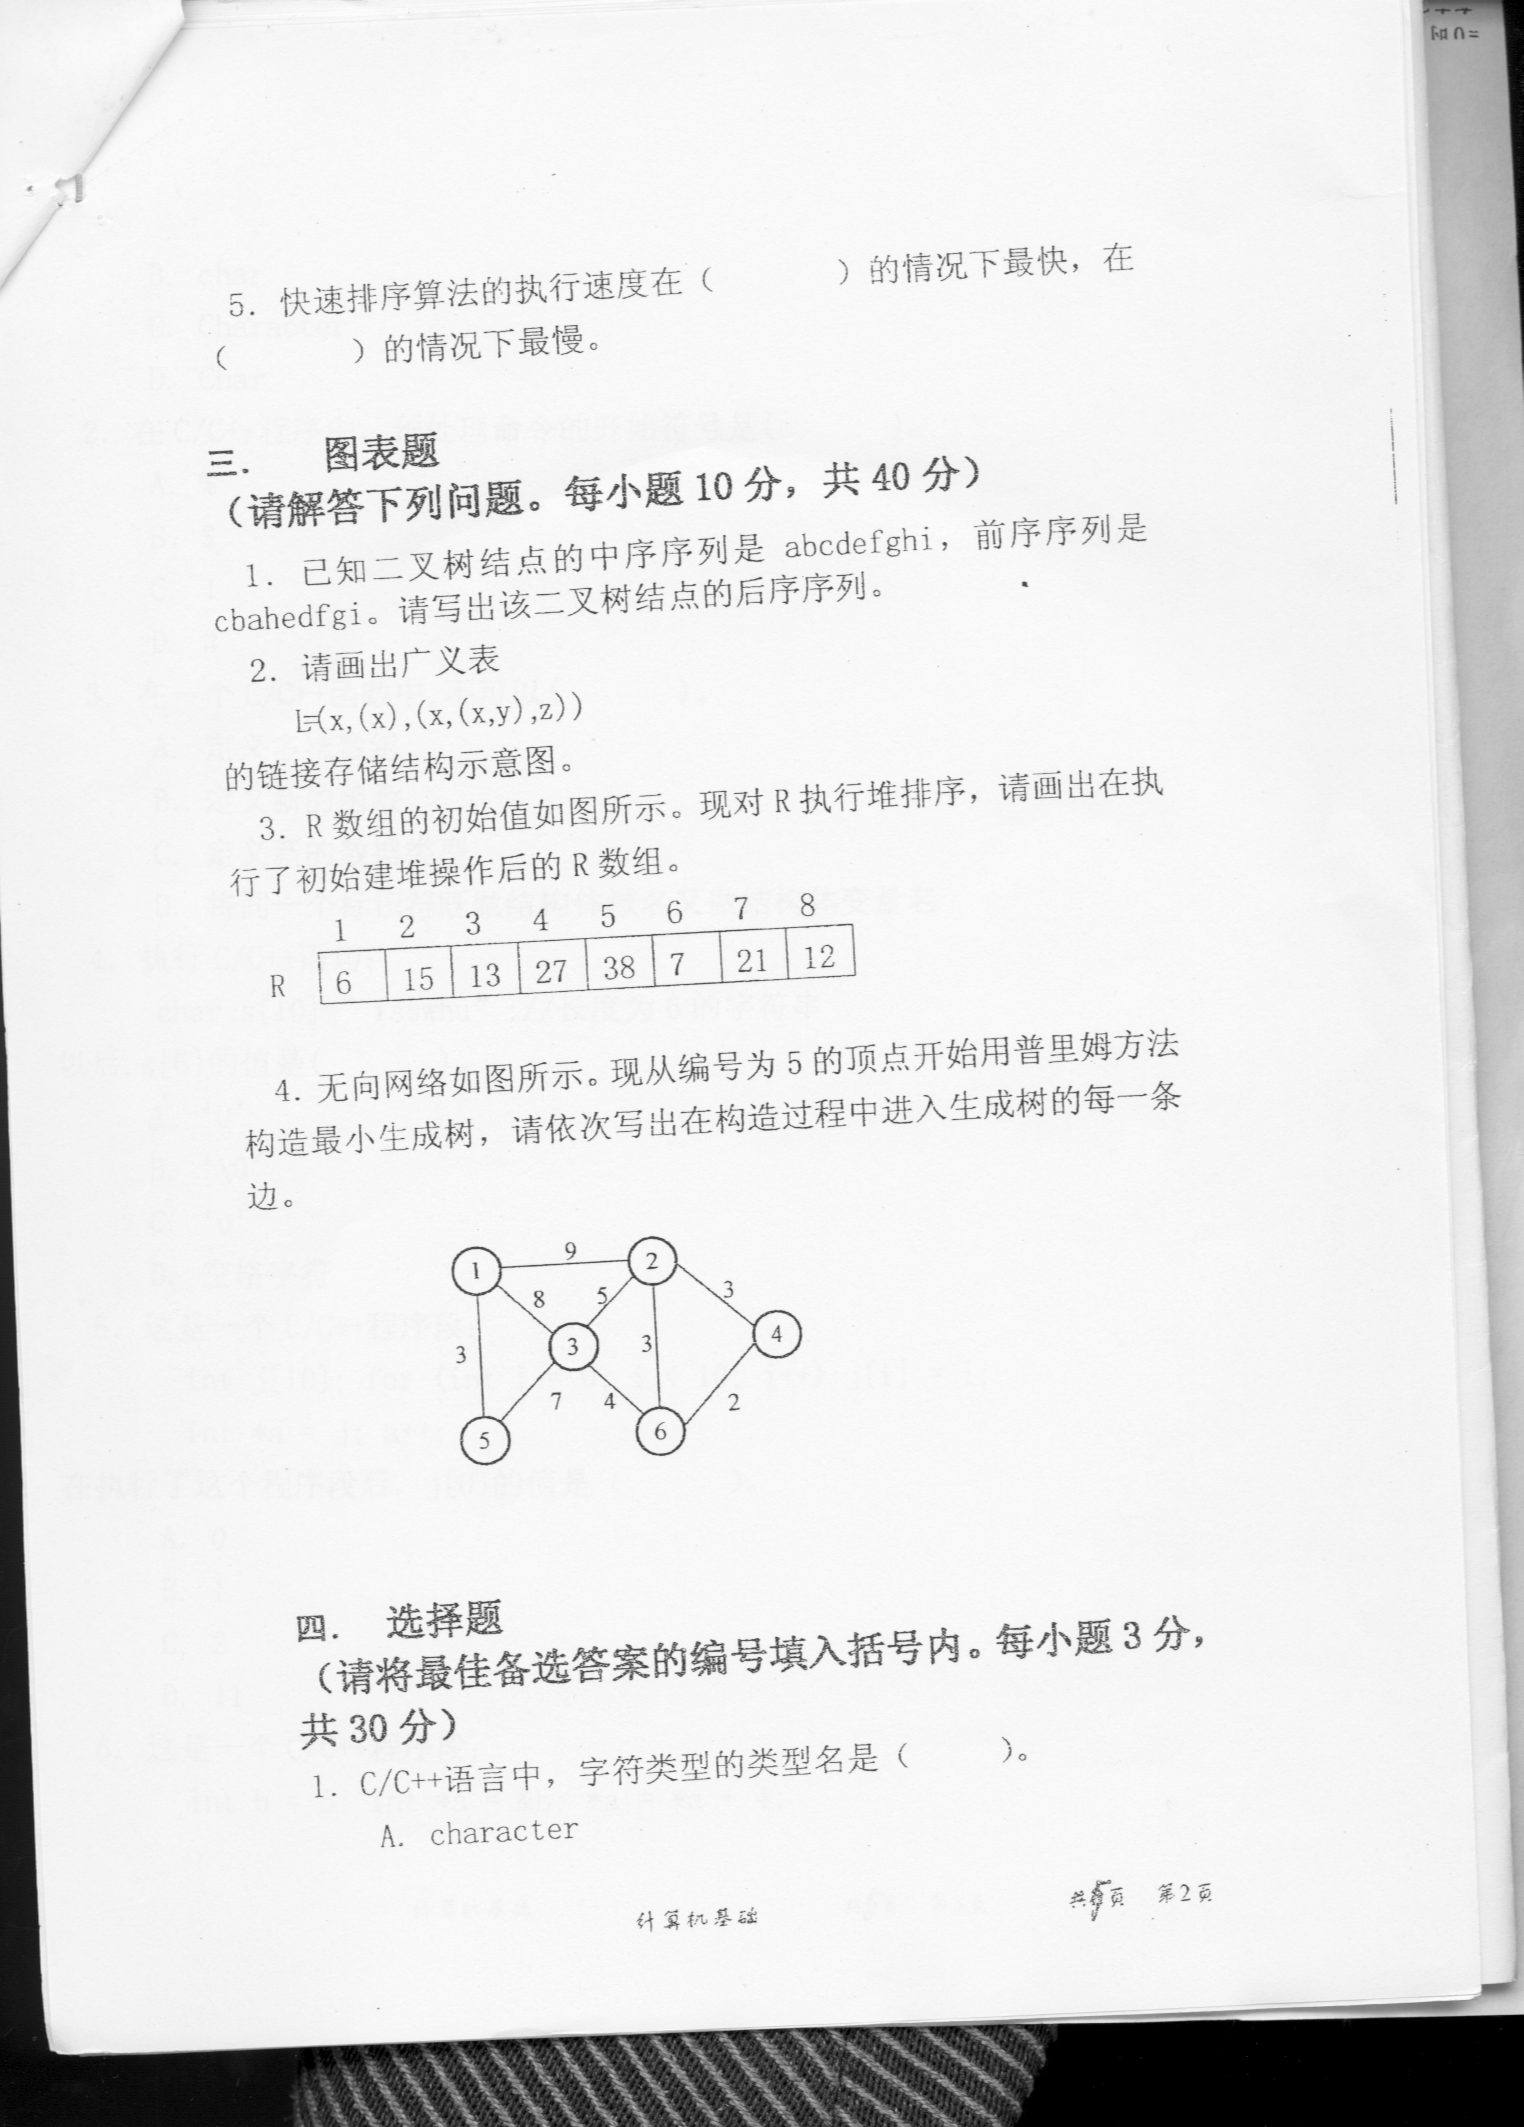 5. 快速排序算法的执行速度在（　　　）的情况下最快，在
（　　　）的情况下最慢。
三．　图表题
（请解答下列问题。每小题 10 分，共 40 分）
1. 已知二叉树结点的中序序列是 abcdefghi，前序序列是
cbahedfgi。请写出该二叉树结点的后序序列。
2. 请画出广义表
L=(x,(x),(x,(x,y),z))
的链接存储结构示意图。
3. R 数组的初始值如图所示。现对 R 执行堆排序，请画出在执
行了初始建堆操作后的 R 数组。
1 2 3 4 5 6 7 8
R 6 15 13 27 38 7 21 12
4. 无向网络如图所示。现从编号为 5 的顶点开始用普里姆方法
构造最小生成树，请依次写出在构造过程中进入生成树的每一条
边。
1 9 2
8 5 3
3 3 3 4
7 4 2
5 6
四．　选择题
（请将最佳备选答案的编号填入括号内。每小题 3 分，
共 30 分）
1. C/C++语言中，字符类型的类型名是（　　　）。
A. character
计算机基础 共5页 第2页